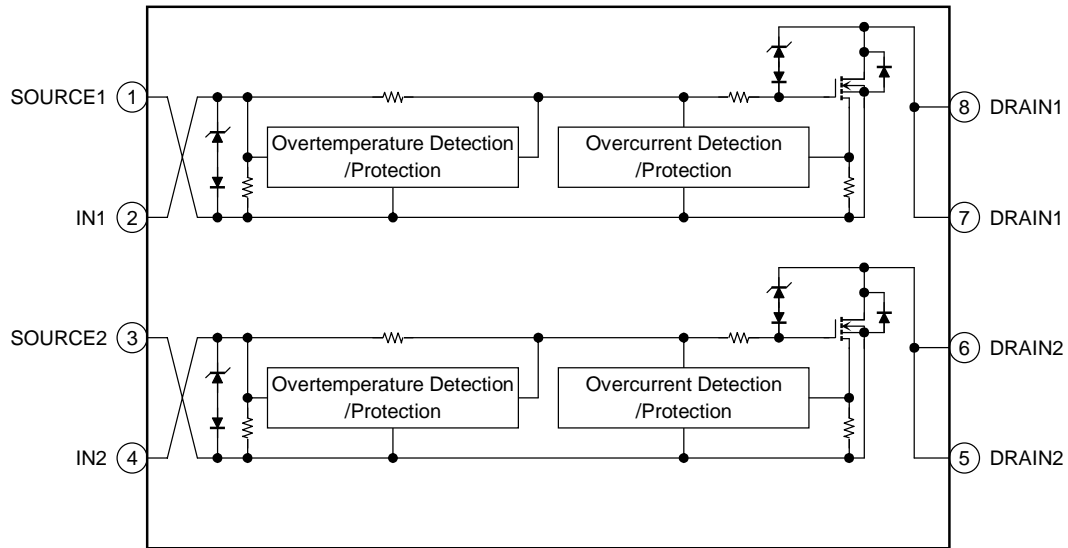 SOURCE1 1
Overtemperature Detection
/Protection
Overcurrent Detection
/Protection
8 DRAIN1
IN1 2
7 DRAIN1
SOURCE2 3
Overtemperature Detection
/Protection
Overcurrent Detection
/Protection
6 DRAIN2
IN2 4
5 DRAIN2